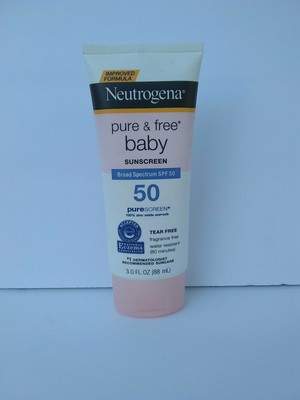 IMPROVED
FORMULA
Neutrogena®
pure & free®
baby
SUNSCREEN
Broad Spectrum SPF 50
50
pureSCREEN®
100% zinc oxide
TEAR FREE
fragrance free
water resistant
(80 minutes)
Eczema
#1 DERMATOLOGIST
RECOMMENDED SUNCARE
3.0 FL OZ (88 mL)